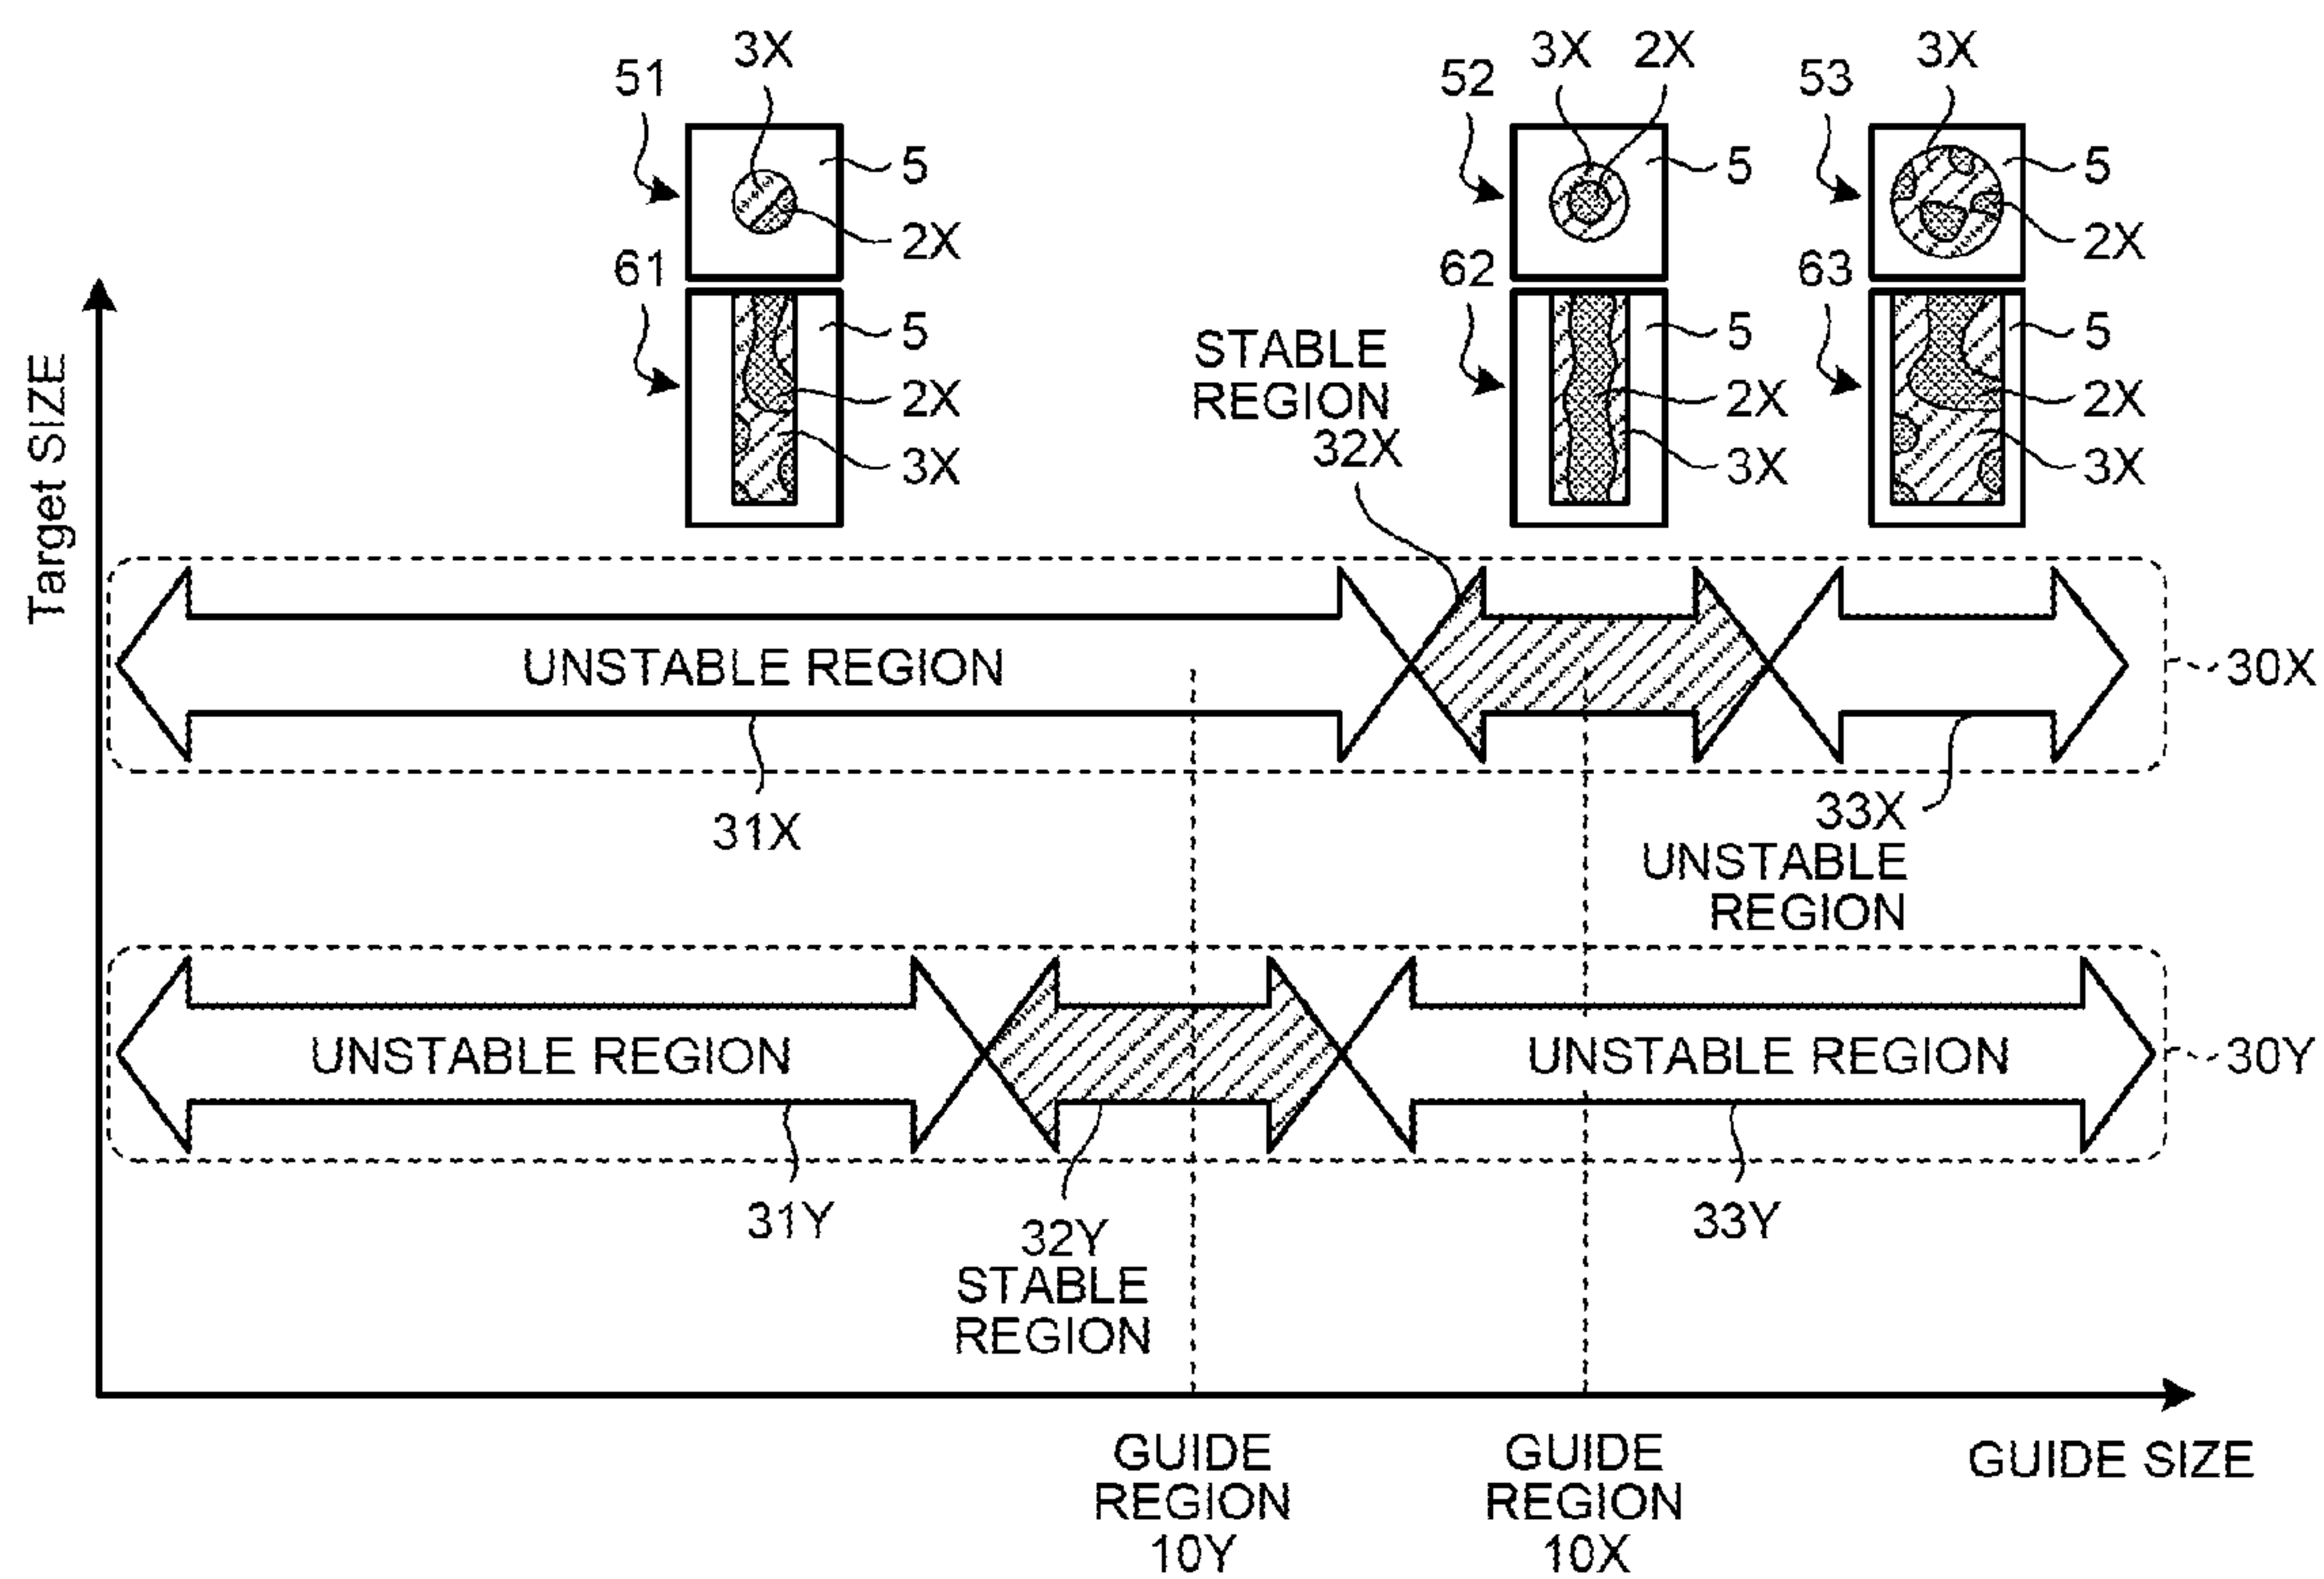 3X
3X 2X
3X
51
52
53
5
5
5
2X
2X
61
62
63
5
5
5
STABLE
REGION
32X
2X
2X
2X
3X
3X
3X
Target SIZE
UNSTABLE REGION
30X
31X
33X
UNSTABLE
REGION
UNSTABLE REGION
UNSTABLE REGION
30Y
31Y
32Y
STABLE
REGION
33Y
GUIDE
REGION
10Y
GUIDE
REGION
10X
GUIDE SIZE